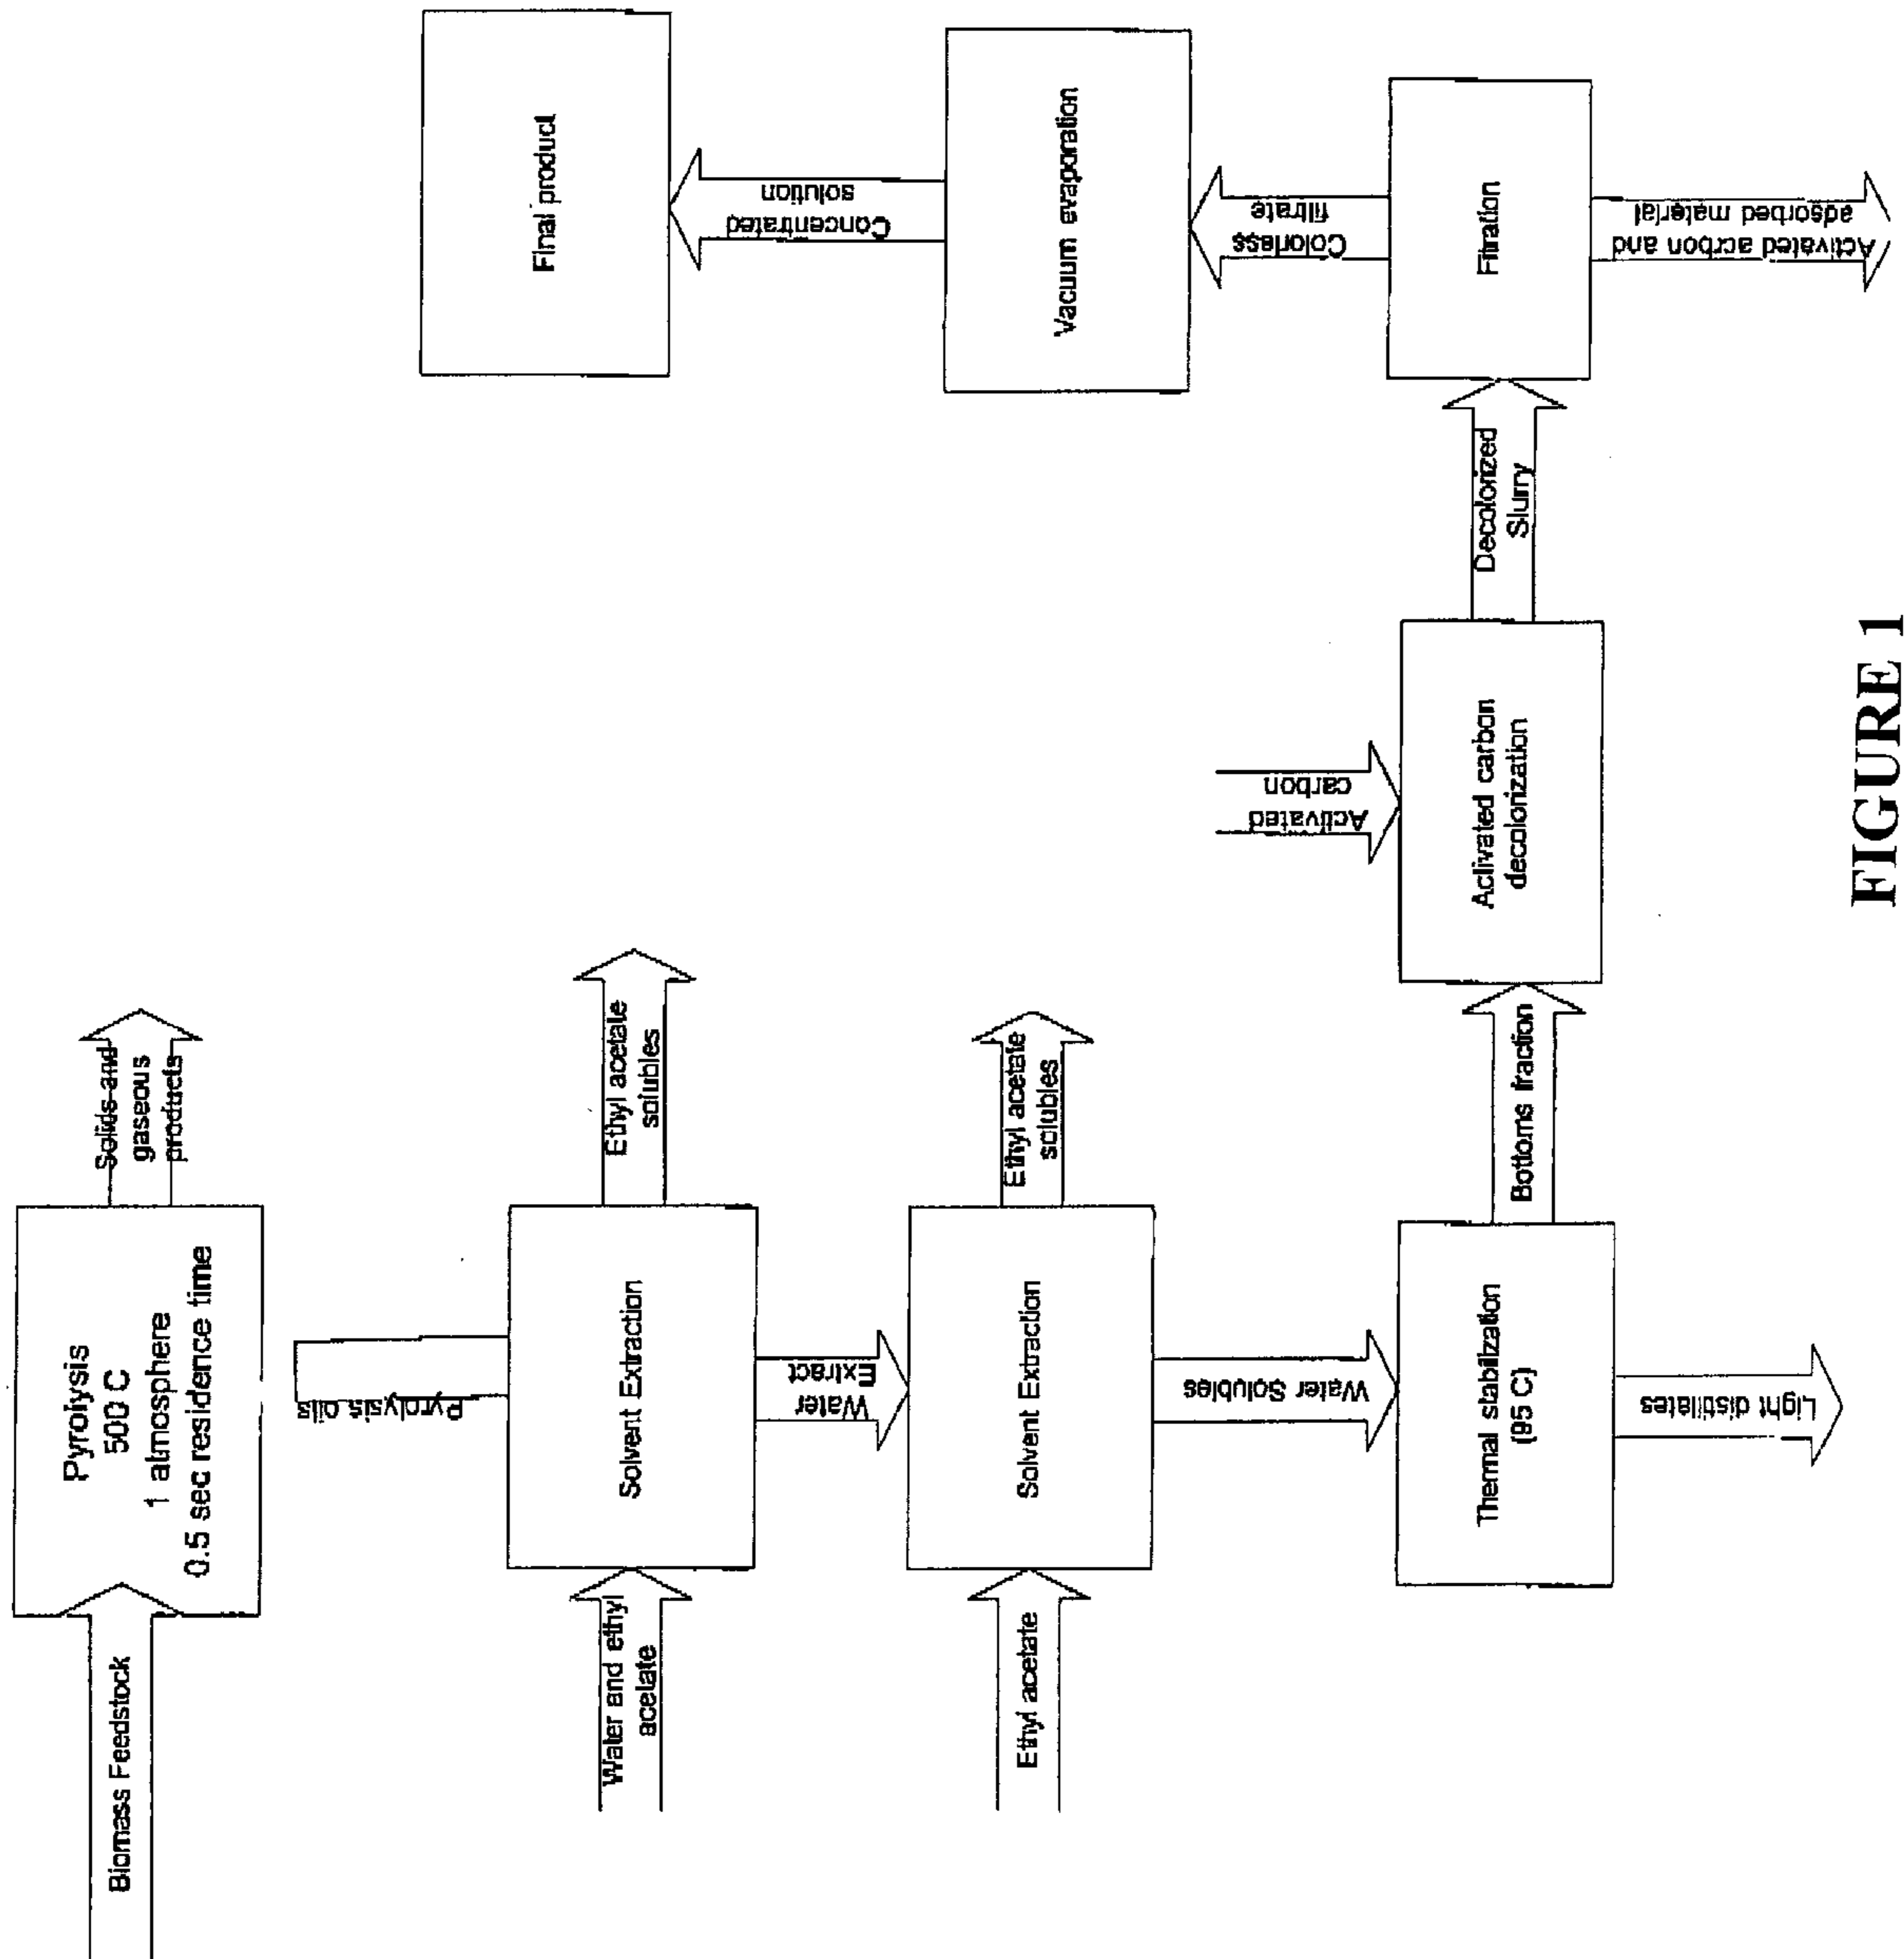 Biomass Feedstock
Pyrolysis
500 C
1 atmosphere
0.5 sec residence time
Solids and
gaseous
products
Pyrolysis oils
Water and ethyl
acetate
Solvent Extraction
Ethyl acetate
solubles
Water
Extract
Ethyl acetate
Solvent Extraction
Ethyl acetate
solubles
Water Solubles
Thermal stabilization
(95 C)
Light distilates
Bottoms fraction
Activated
carbon
Activated carbon
decolorization
Decolorized
Slurry
Fitration
Activated acrbon and
adsorbed material
Colorless
filtrate
Vacuum evaporation
Concentrated
solution
Final product
FIGURE 1